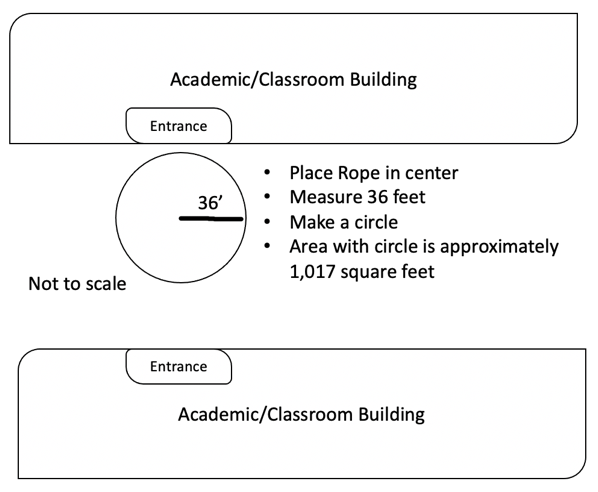 Academic/Classroom Building
Entrance
• Place Rope in center
36’
• Measure 36 feet
• Make a circle
• Area with circle is approximately
1,017 square feet
Not to scale
Entrance
Academic/Classroom Building